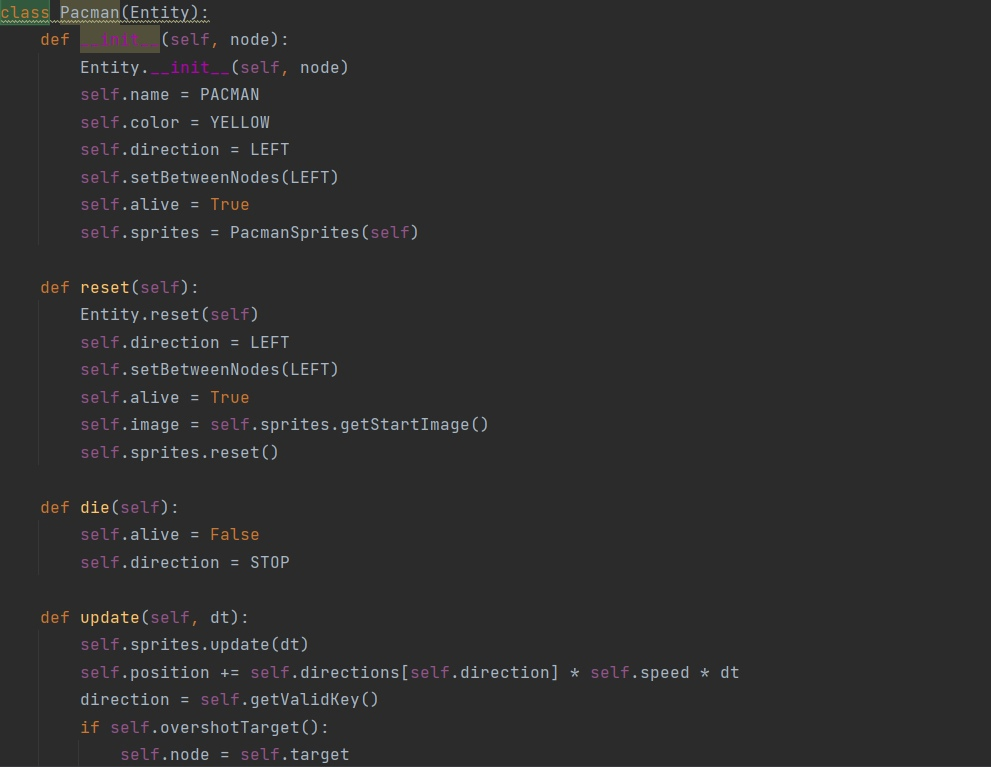 class Pacman(Entity):
    def __init__(self, node):
        Entity.__init__(self, node)
        self.name = PACMAN
        self.color = YELLOW
        self.direction = LEFT
        self.setBetweenNodes(LEFT)
        self.alive = True
        self.sprites = PacmanSprites(self)
    def reset(self):
        Entity.reset(self)
        self.direction = LEFT
        self.setBetweenNodes(LEFT)
        self.alive = True
        self.image = self.sprites.getStartImage()
        self.sprites.reset()
    def die(self):
        self.alive = False
        self.direction = STOP
    def update(self, dt):
        self.sprites.update(dt)
        self.position += self.directions[self.direction] * self.speed * dt
        direction = self.getValidKey()
        if self.overshotTarget():
            self.node = self.target